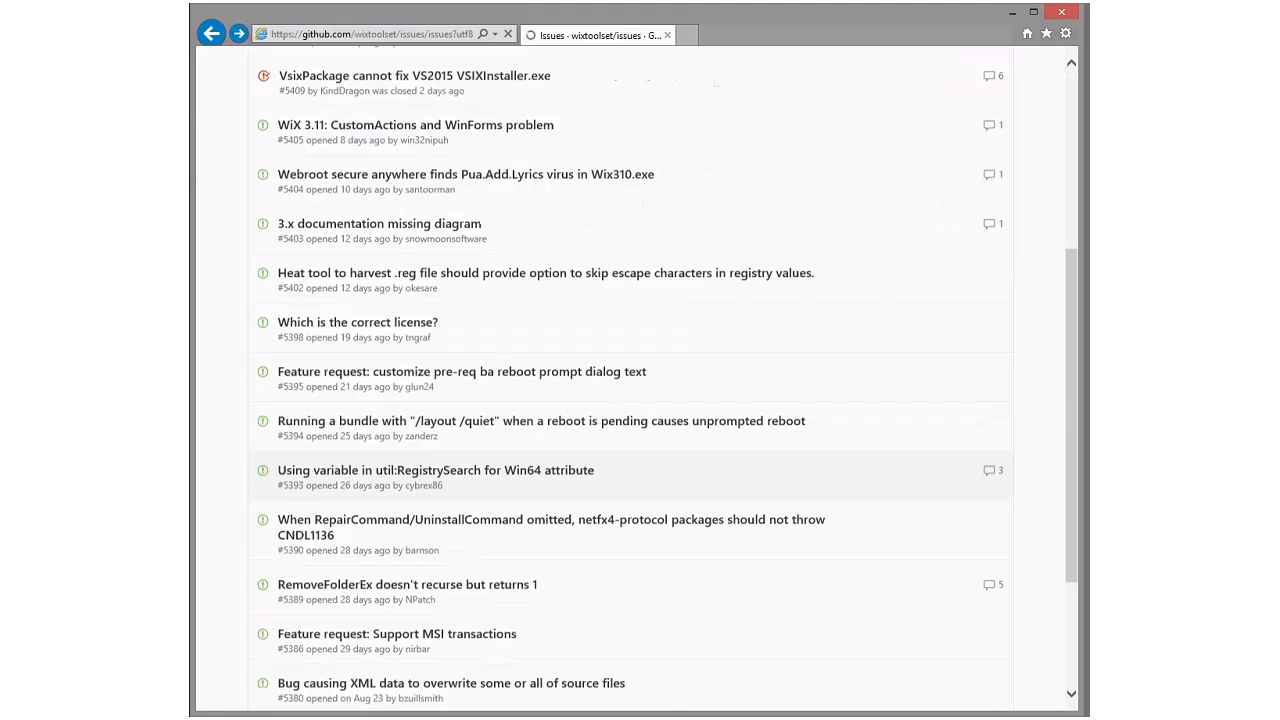 https://github.com/wixtoolset/issues/issues?utf8
Issues · wixtoolset/issues · G...
VsixPackage cannot fix VS2015 VSIXInstaller.exe
6
#5409 by KindDragon was closed 2 days ago
WiX 3.11: CustomActions and WinForms problem
1
#5405 opened 8 days ago by win32nipuh
Webroot secure anywhere finds Pua.Add.Lyrics virus in Wix310.exe
1
#5404 opened 10 days ago by santoorman
3.x documentation missing diagram
1
#5403 opened 12 days ago by snowmoonsoftware
Heat tool to harvest .reg file should provide option to skip escape characters in registry values.
#5402 opened 12 days ago by okesare
Which is the correct license?
#5398 opened 19 days ago by tngraf
Feature request: customize pre-req ba reboot prompt dialog text
#5395 opened 21 days ago by glun24
Running a bundle with "/layout /quiet" when a reboot is pending causes unprompted reboot
#5394 opened 25 days ago by zanderz
Using variable in util:RegistrySearch for Win64 attribute
3
#5393 opened 26 days ago by cybrex86
When RepairCommand/UninstallCommand omitted, netfx4-protocol packages should not throw
CNDL1136
#5390 opened 28 days ago by barnson
RemoveFolderEx doesn't recurse but returns 1
5
#5389 opened 28 days ago by NPatch
Feature request: Support MSI transactions
#5386 opened 29 days ago by nirbar
Bug causing XML data to overwrite some or all of source files
#5380 opened on Aug 23 by bzuillsmith